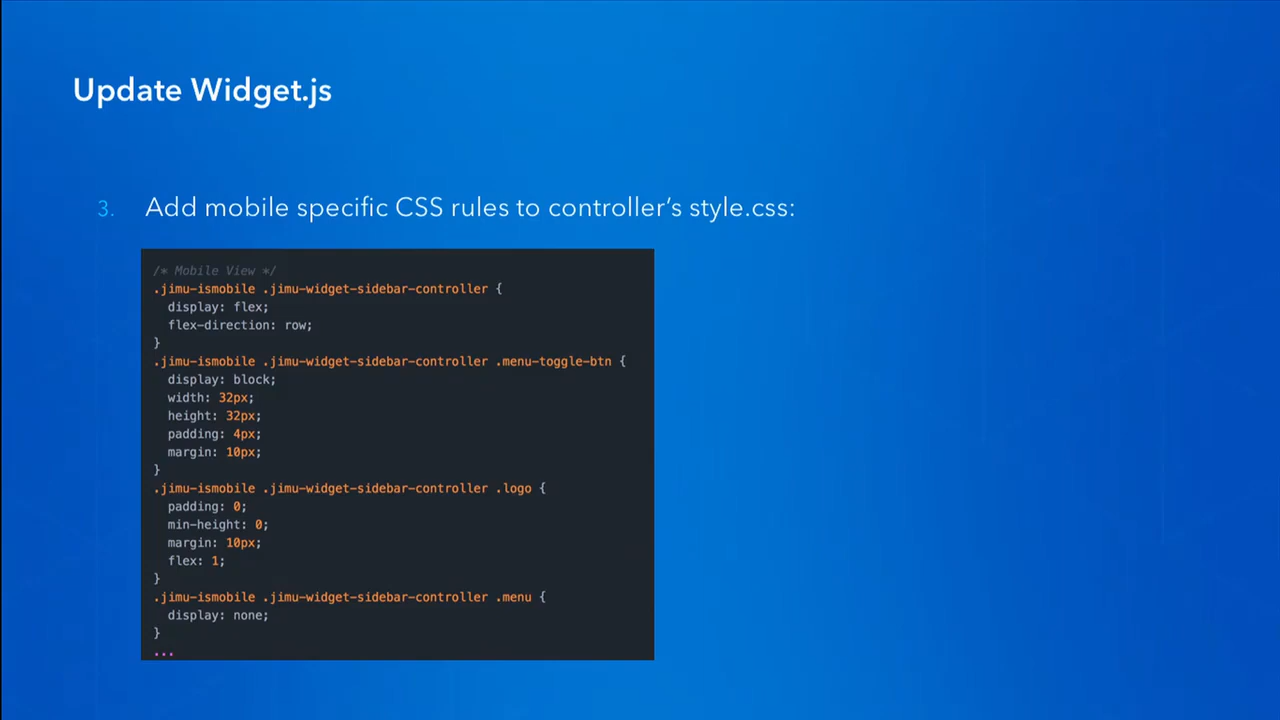 Update Widget.js
3. Add mobile specific CSS rules to controller’s style.css:
/* Mobile View */
.jimu-ismobile .jimu-widget-sidebar-controller {
  display: flex;
  flex-direction: row;
}
.jimu-ismobile .jimu-widget-sidebar-controller .menu-toggle-btn {
  display: block;
  width: 32px;
  height: 32px;
  padding: 4px;
  margin: 10px;
}
.jimu-ismobile .jimu-widget-sidebar-controller .logo {
  padding: 0;
  min-height: 0;
  margin: 10px;
  flex: 1;
}
.jimu-ismobile .jimu-widget-sidebar-controller .menu {
  display: none;
}
...